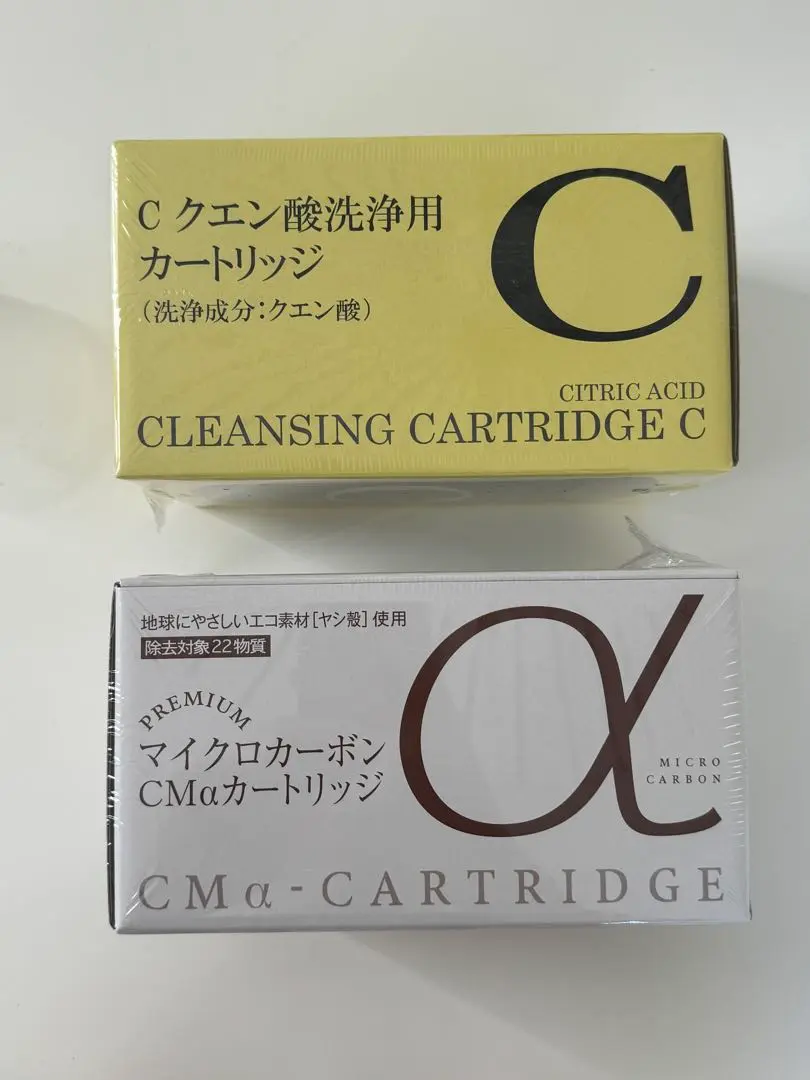 C クエン酸洗浄用
カートリッジ
（洗浄成分：クエン酸）
C
CITRIC ACID
CLEANSING CARTRIDGE C
地球にやさしいエコ素材［ヤシ殻］使用
除去対象22物質
PREMIUM
マイクロカーボン
CMαカートリッジ
α
MICRO
CARBON
CMα-CARTRIDGE